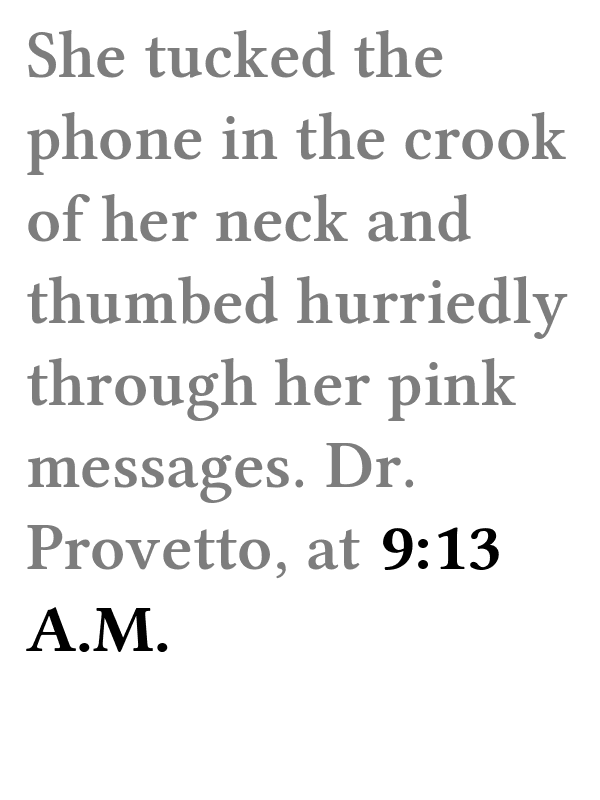 She tucked the
phone in the crook
of her neck and
thumbed hurriedly
through her pink
messages. Dr.
Provetto, at 9:13
A.M.